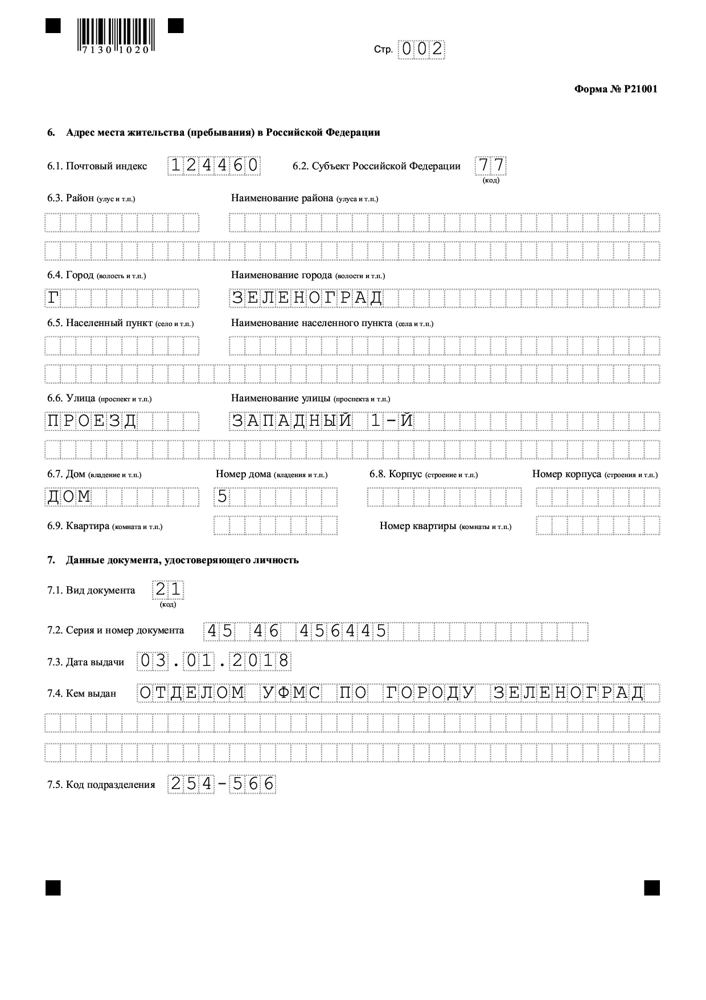 7130 1020
Стр. 002
Форма № Р21001
6. Адрес места жительства (пребывания) в Российской Федерации
6.1. Почтовый индекс 124460 6.2. Субъект Российской Федерации 77
(код)
6.3. Район (улус и т.п.) Наименование района (улуса и т.п.)
6.4. Город (волость и т.п.) Наименование города (волости и т.п.)
Г ЗЕЛЕНОГРАД
6.5. Населенный пункт (село и т.п.) Наименование населенного пункта (села и т.п.)
6.6. Улица (проспект и т.п.) Наименование улицы (проспекта и т.п.)
ПРОЕЗД ЗАПАДНЫЙ 1-Й
6.7. Дом (владение и т.п.) Номер дома (владения и т.п.) 6.8. Корпус (строение и т.п.) Номер корпуса (строения и т.п.)
ДОМ 5
6.9. Квартира (комната и т.п.) Номер квартиры (комнаты и т.п.)
7. Данные документа, удостоверяющего личность
7.1. Вид документа 21
(код)
7.2. Серия и номер документа 45 46 456445
7.3. Дата выдачи 03.01.2018
7.4. Кем выдан ОТДЕЛОМ УФМС ПО ГОРОДУ ЗЕЛЕНОГРАД
7.5. Код подразделения 254-566